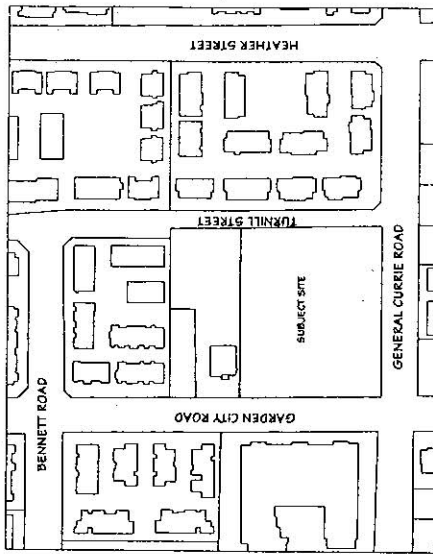 HEATHER STREET
TURNILL STREET
SUBJECT SITE
GENERAL CURRIE ROAD
GARDEN CITY ROAD
BENNETT ROAD